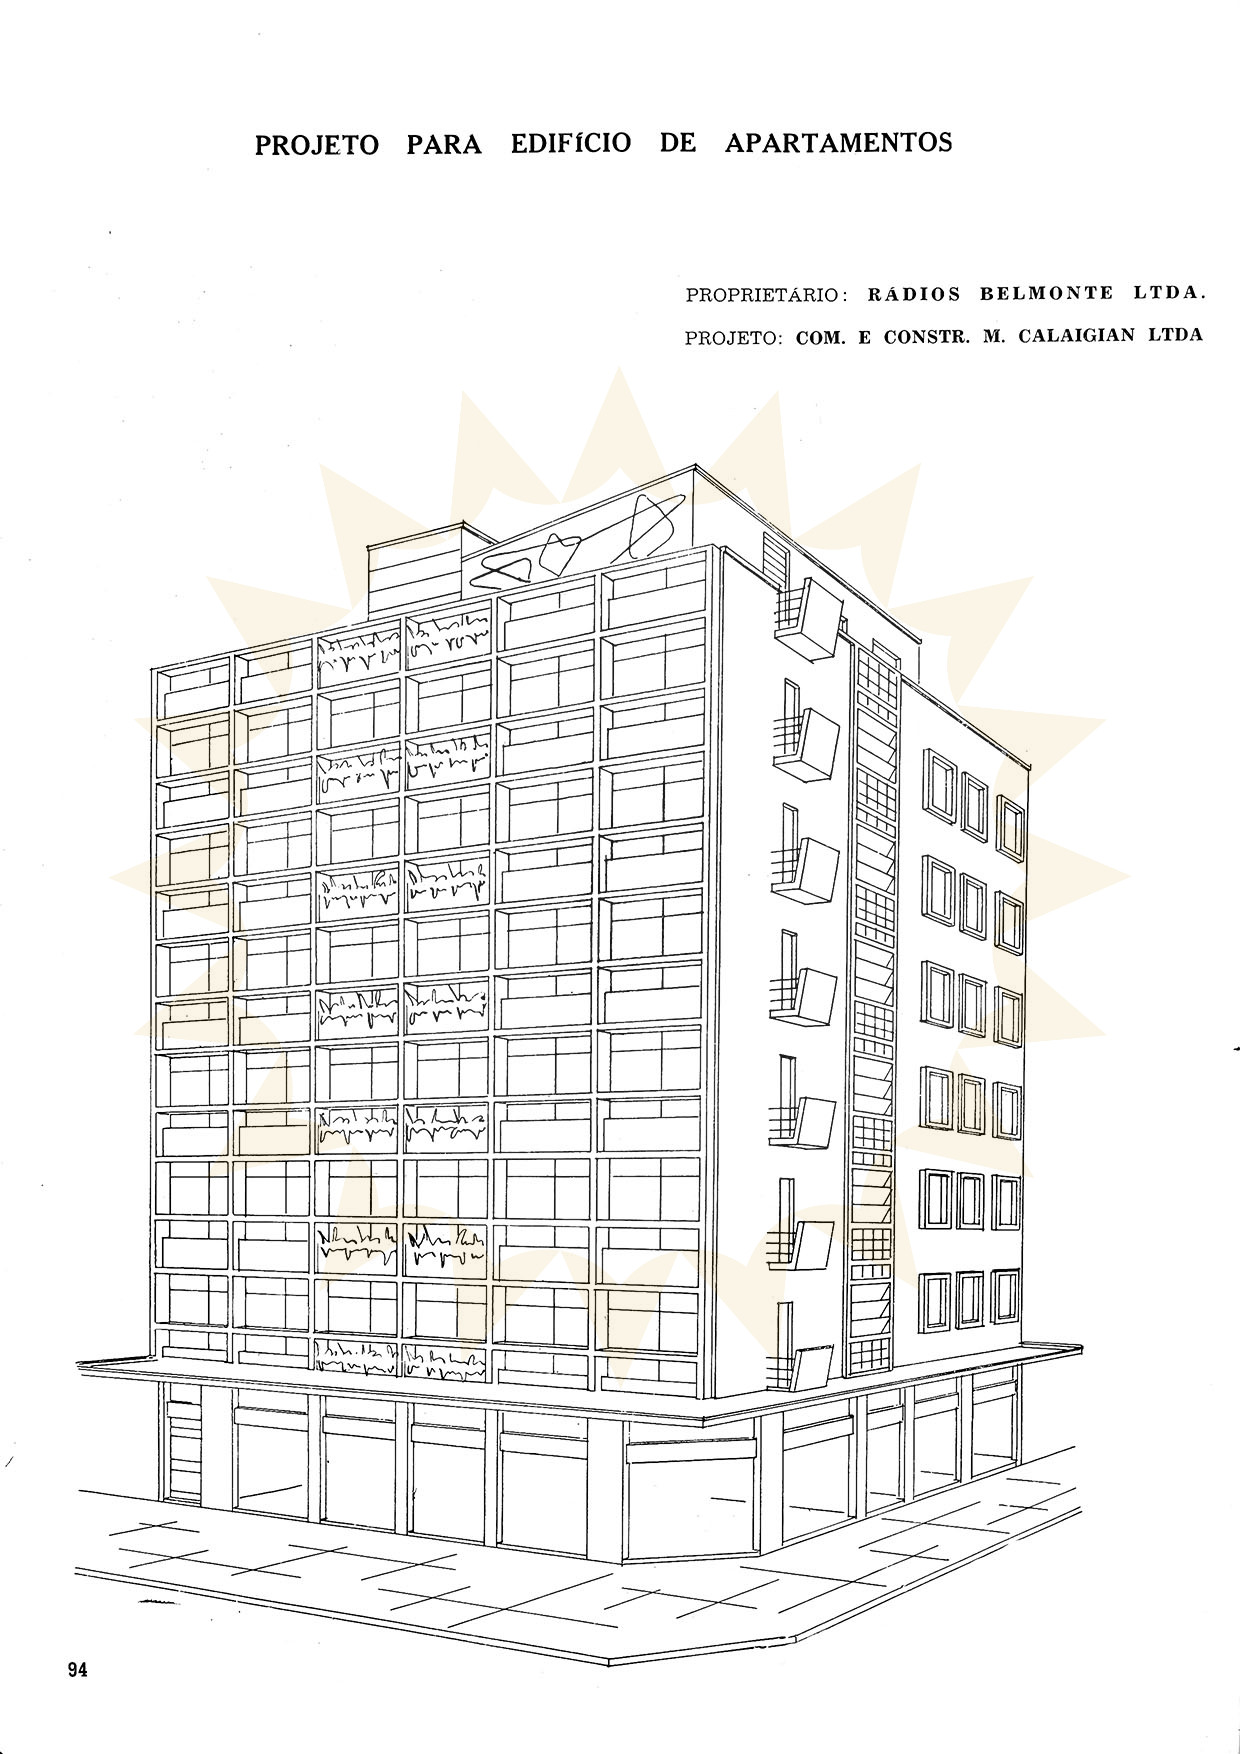 PROJETO PARA EDIFÍCIO DE APARTAMENTOS
PROPRIETÁRIO: RÁDIOS BELMONTE LTDA.
PROJETO: COM. E CONSTR. M. CALAIGIAN LTDA
94